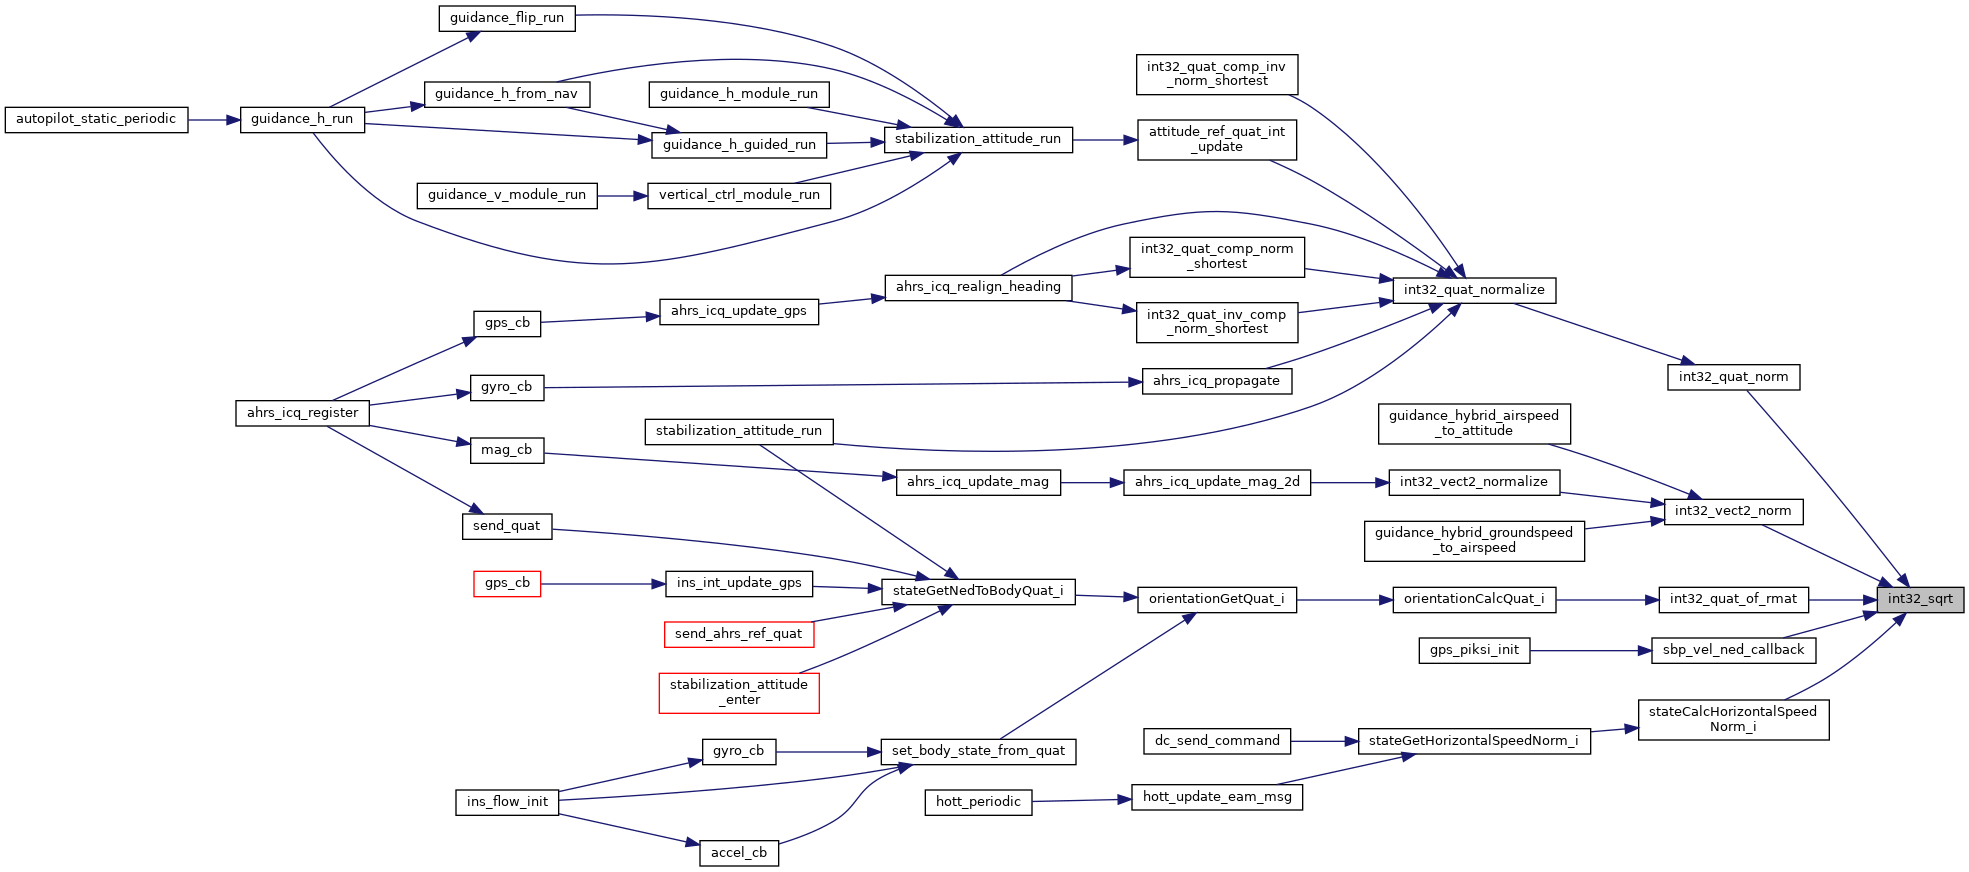 guidance_flip_run
int32_quat_comp_inv
_norm_shortest
guidance_h_from_nav
guidance_h_module_run
autopilot_static_periodic
guidance_h_run
attitude_ref_quat_int
_update
stabilization_attitude_run
guidance_h_guided_run
guidance_v_module_run
vertical_ctrl_module_run
int32_quat_comp_norm
_shortest
ahrs_icq_realign_heading
int32_quat_normalize
ahrs_icq_update_gps
gps_cb
int32_quat_inv_comp
_norm_shortest
int32_quat_norm
gyro_cb
ahrs_icq_propagate
ahrs_icq_register
guidance_hybrid_airspeed
_to_attitude
stabilization_attitude_run
mag_cb
ahrs_icq_update_mag
ahrs_icq_update_mag_2d
int32_vect2_normalize
int32_vect2_norm
send_quat
guidance_hybrid_groundspeed
_to_airspeed
gps_cb
ins_int_update_gps
stateGetNedToBodyQuat_i
orientationGetQuat_i
orientationCalcQuat_i
int32_quat_of_rmat
int32_sqrt
send_ahrs_ref_quat
gps_piksi_init
sbp_vel_ned_callback
stabilization_attitude
_enter
stateCalcHorizontalSpeed
Norm_i
gyro_cb
set_body_state_from_quat
dc_send_command
stateGetHorizontalSpeedNorm_i
ins_flow_init
hott_periodic
hott_update_eam_msg
accel_cb